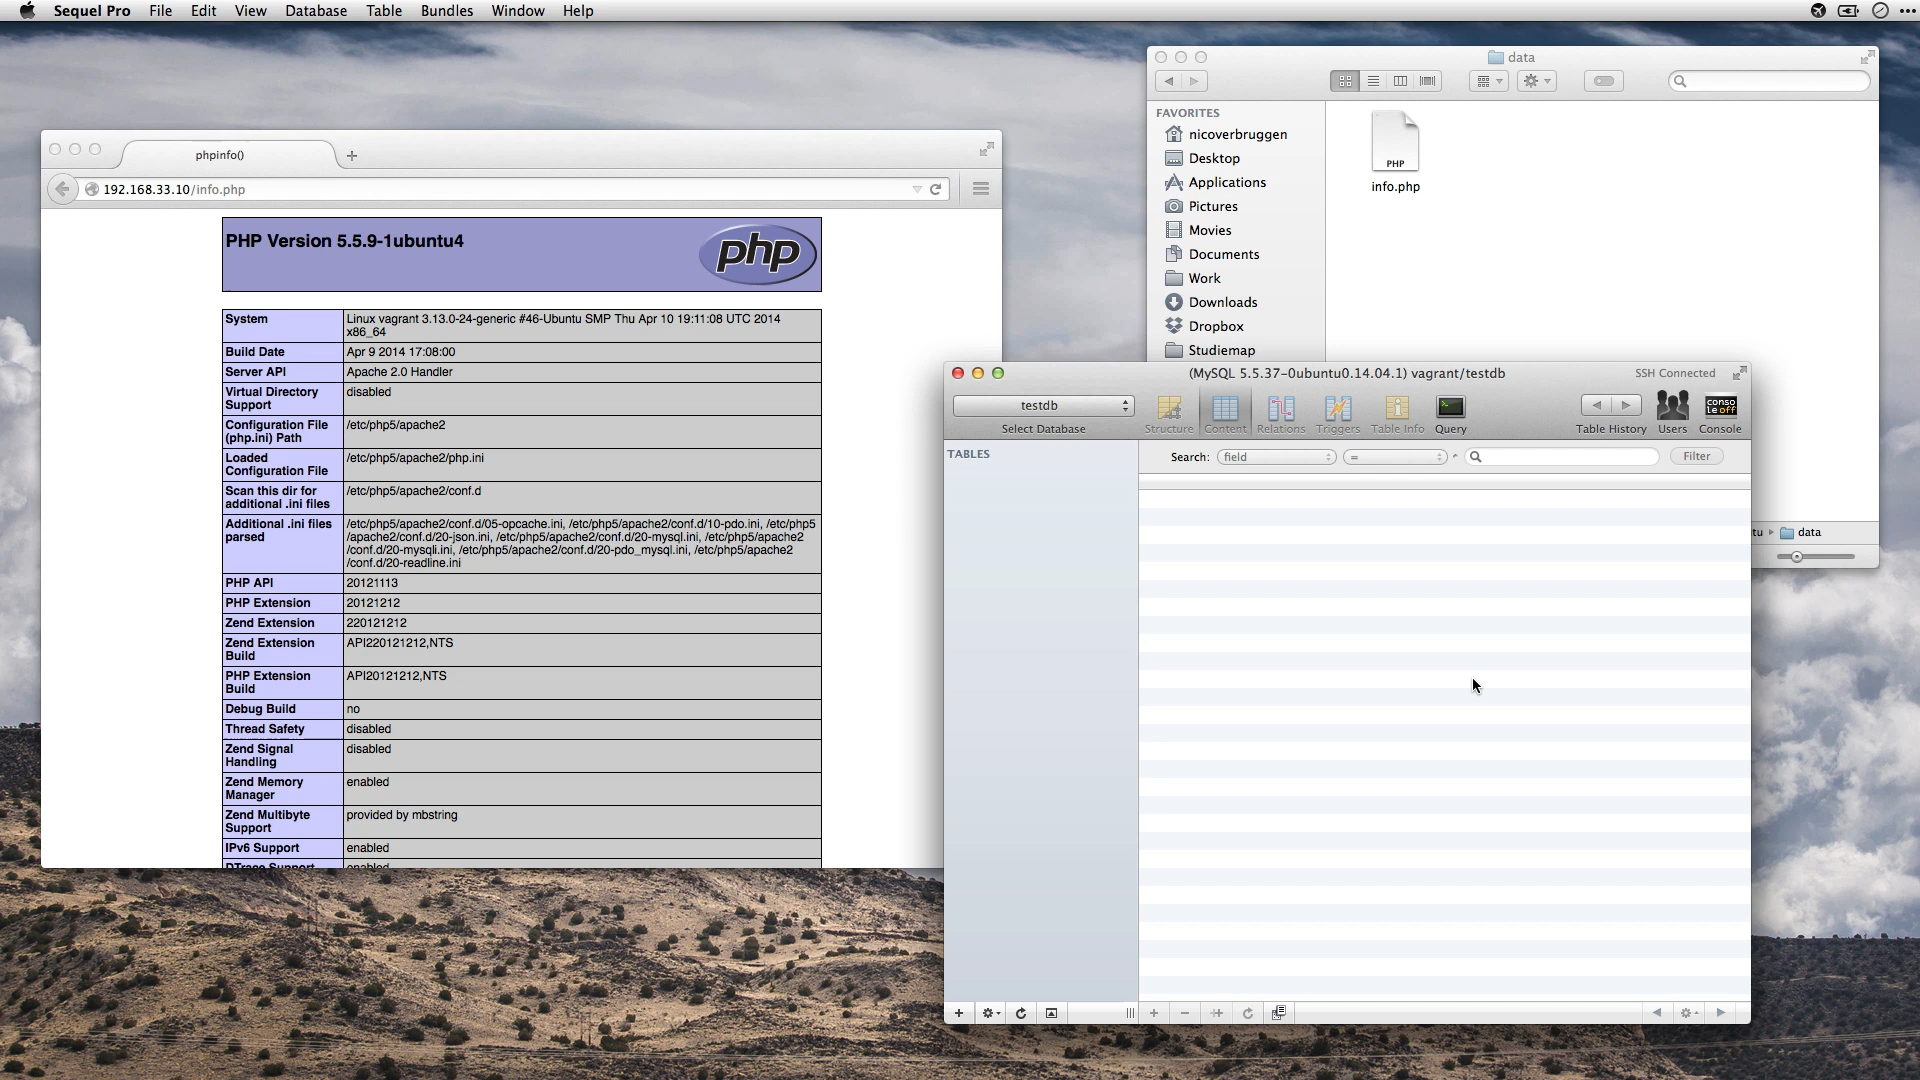 Sequel Pro File Edit View Database Table Bundles Window Help
data
FAVORITES
nicoverbruggen
Desktop
Applications
Pictures
Movies
Documents
Work
Downloads
Dropbox
Studiemap
PHP
info.php
tu
data
phpinfo()
192.168.33.10/info.php
PHP Version 5.5.9-1ubuntu4
php
System
Linux vagrant 3.13.0-24-generic #46-Ubuntu SMP Thu Apr 10 19:11:08 UTC 2014
x86_64
Build Date
Apr 9 2014 17:08:00
Server API
Apache 2.0 Handler
Virtual Directory
Support
disabled
Configuration File
(php.ini) Path
/etc/php5/apache2
Loaded
Configuration File
/etc/php5/apache2/php.ini
Scan this dir for
additional .ini files
/etc/php5/apache2/conf.d
Additional .ini files
parsed
/etc/php5/apache2/conf.d/05-opcache.ini, /etc/php5/apache2/conf.d/10-pdo.ini, /etc/php5
/apache2/conf.d/20-json.ini, /etc/php5/apache2/conf.d/20-mysql.ini, /etc/php5/apache2
/conf.d/20-mysqli.ini, /etc/php5/apache2/conf.d/20-pdo_mysql.ini, /etc/php5/apache2
/conf.d/20-readline.ini
PHP API
20121113
PHP Extension
20121212
Zend Extension
220121212
Zend Extension
Build
API220121212,NTS
PHP Extension
Build
API20121212,NTS
Debug Build
no
Thread Safety
disabled
Zend Signal
Handling
disabled
Zend Memory
Manager
enabled
Zend Multibyte
Support
provided by mbstring
IPv6 Support
enabled
DTrace Support
enabled
(MySQL 5.5.37-0ubuntu0.14.04.1) vagrant/testdb
SSH Connected
testdb
Select Database
Structure
Content
Relations
Triggers
Table Info
Query
Table History
Users
conso
le off
Console
TABLES
Search:
field
=
Filter